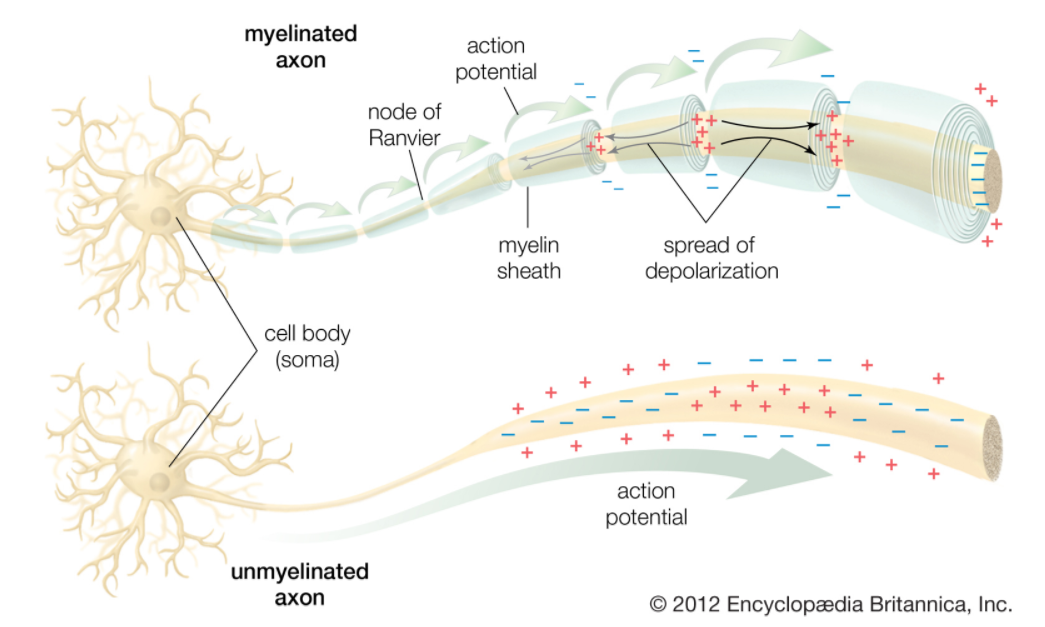 myelinated
axon
action
potential
node of
Ranvier
myelin
sheath
spread of
depolarization
cell body
(soma)
action
potential
unmyelinated
axon
© 2012 Encyclopædia Britannica, Inc.